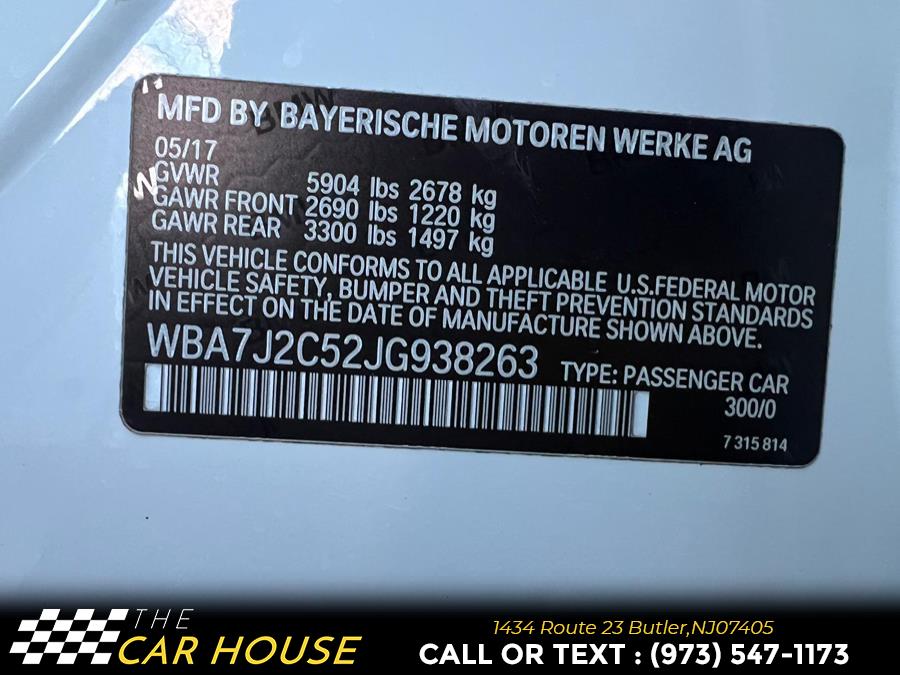 MFD BY BAYERISCHE MOTOREN WERKE AG
05/17
GVWR 5904 lbs 2678 kg
GAWR FRONT 2690 lbs 1220 kg
GAWR REAR 3300 lbs 1497 kg
THIS VEHICLE CONFORMS TO ALL APPLICABLE U.S.FEDERAL MOTOR
VEHICLE SAFETY, BUMPER AND THEFT PREVENTION STANDARDS
IN EFFECT ON THE DATE OF MANUFACTURE SHOWN ABOVE.
WBA7J2C52JG938263 TYPE: PASSENGER CAR
300/0
7 315 814
THE
CAR HOUSE
1434 Route 23 Butler,NJ07405
CALL OR TEXT : (973) 547-1173